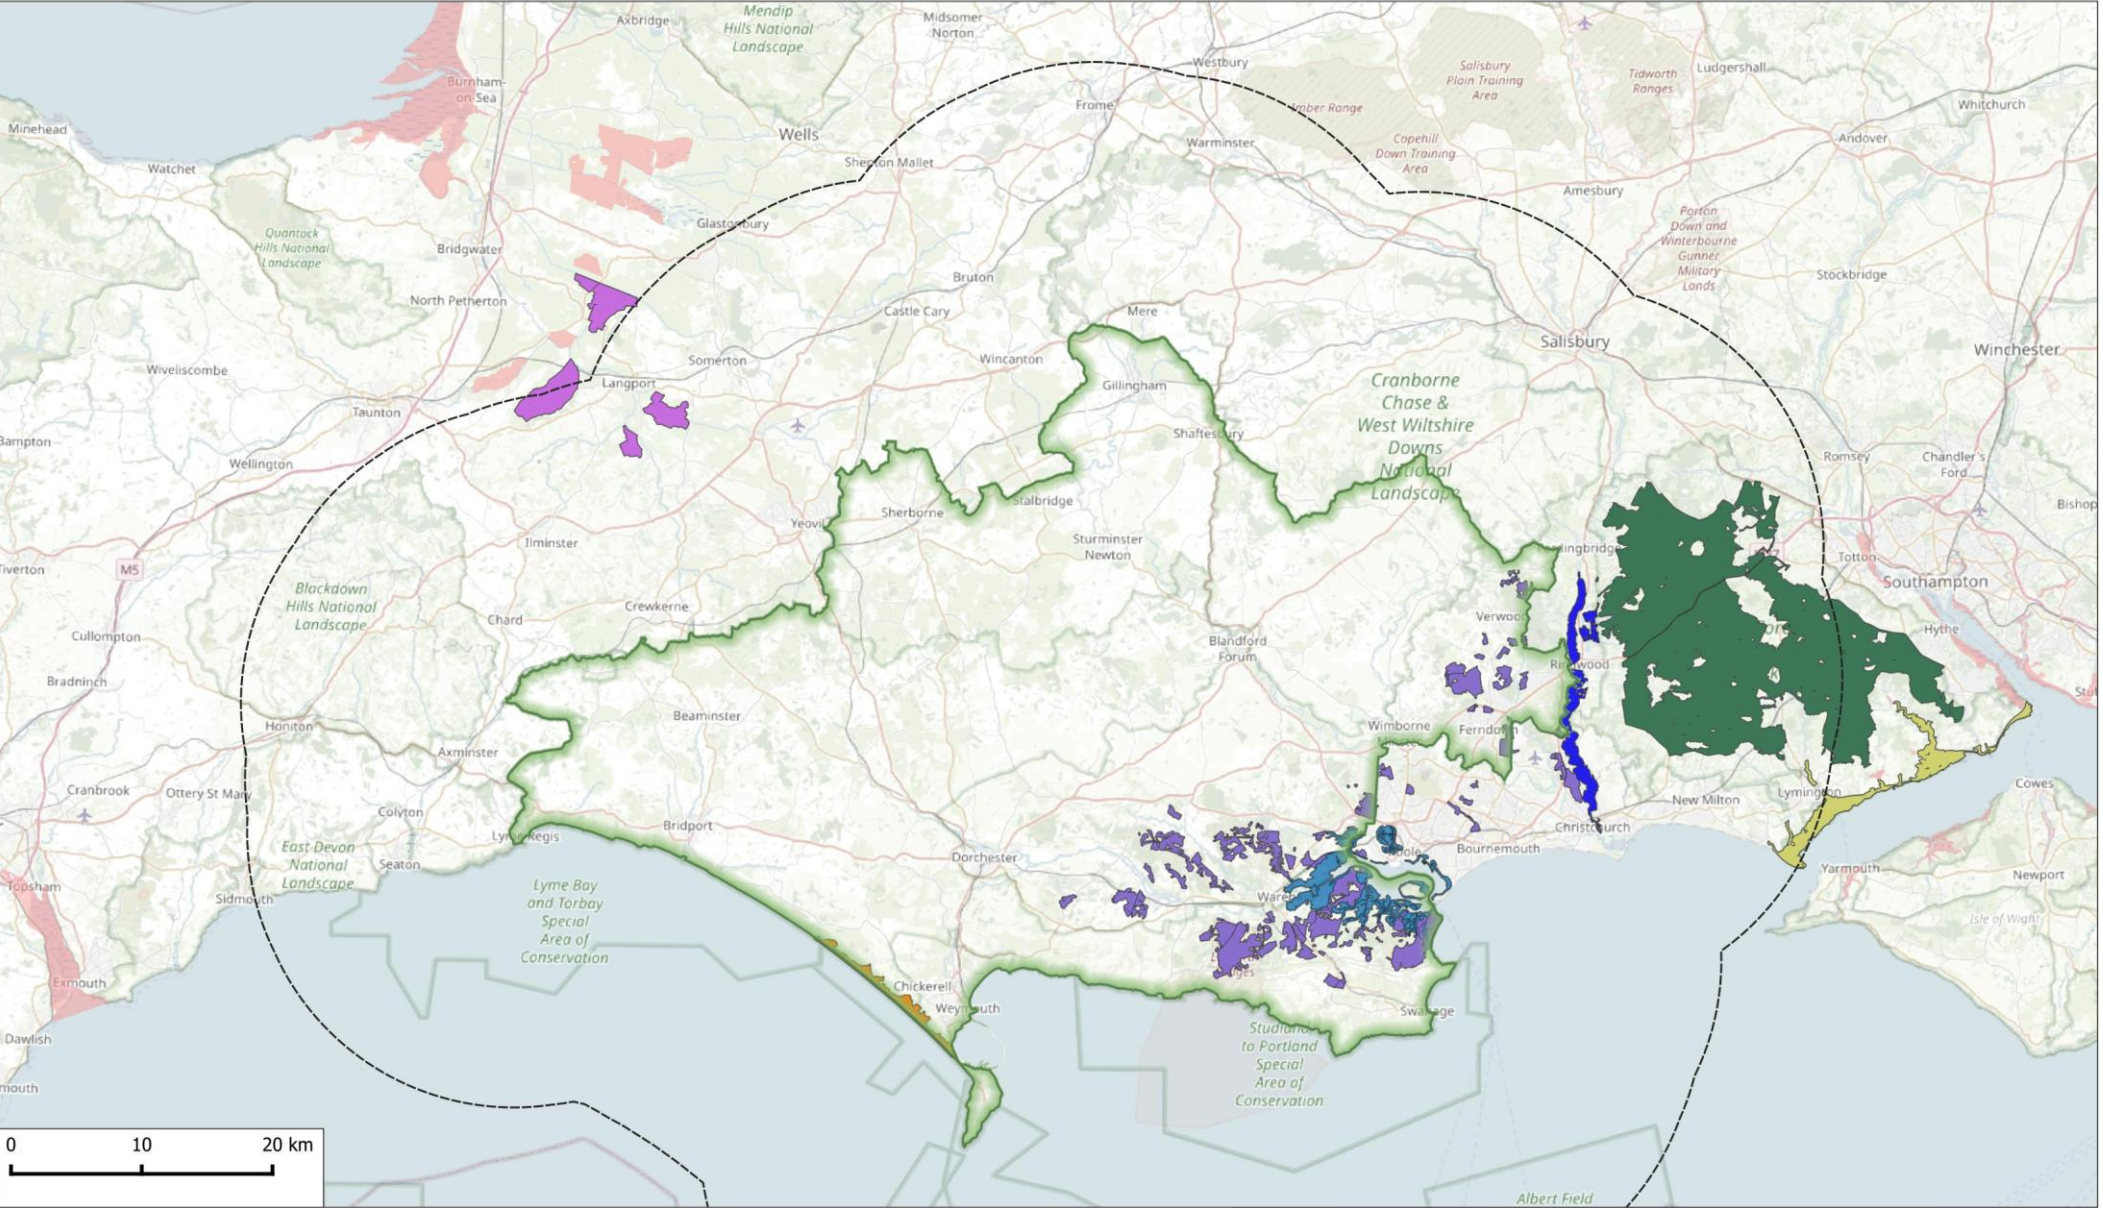 Axbridge
Mendip
Hills National
Landscape
Midsomer
Norton
Westbury
Salisbury
Plain Training
Area
Tidworth
Ranges
Ludgershall
Burnham-
on-Sea
Frome
Imber Range
Whitchurch
Minehead
Wells
Andover
Copehill
Down Training
Area
Warminster
Watchet
Shepton Mallet
Amesbury
Glastonbury
Quantock
Hills National
Landscape
Bridgwater
Porton
Down and
Winterbourne
Gunner
Military
Lands
Stockbridge
Bruton
North Petherton
Castle Cary
Mere
Salisbury
Winchester
Somerton
Wincanton
Wiveliscombe
Langport
Gillingham
Cranborne
Chase &
West Wiltshire
Downs
National
Landscape
Taunton
Shaftesbury
Bampton
Wellington
Romsey
Chandler's
Ford
Stalbridge
Sherborne
Bishop
Yeovil
Ilminster
Sturminster
Newton
Totton
M5
Tiverton
Southampton
Blackdown
Hills National
Landscape
Crewkerne
Chard
Verwood
Hythe
Cullompton
Blandford
Forum
Ringwood
Bradninch
Beaminster
Honiton
Wimborne
Ferndown
Axminster
Cranbrook
Ottery St Mary
Cowes
Lymington
New Milton
Colyton
Bridport
Lyme Regis
Christchurch
Bournemouth
Poole
Dorchester
East Devon
National
Landscape
Seaton
Yarmouth
Newport
Topsham
Sidmouth
Lyme Bay
and Torbay
Special
Area of
Conservation
Ware
Isle of Wight
Exmouth
Chickerell
Weymouth
Swanage
Dawlish
Studland
to Portland
Special
Area of
Conservation
mouth
0 10 20 km
Albert Field